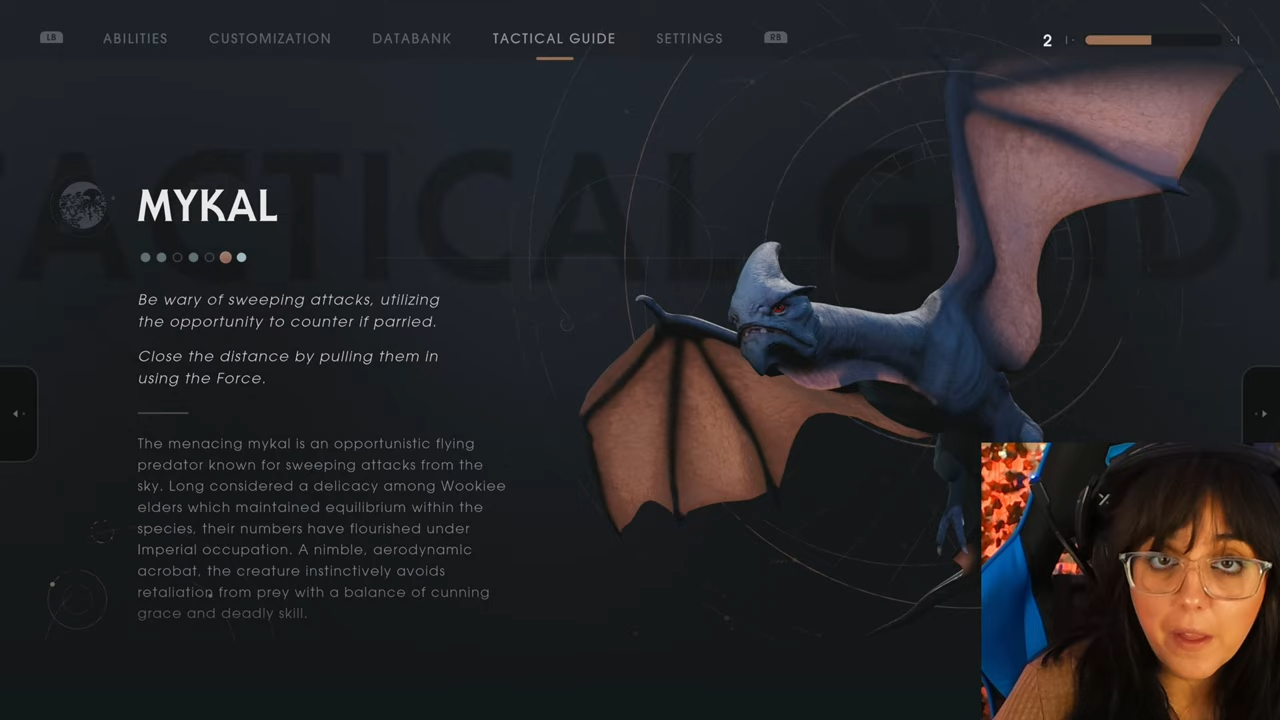 LB ABILITIES CUSTOMIZATION DATABANK TACTICAL GUIDE SETTINGS RB 2
TACTICAL GUID
MYKAL
Be wary of sweeping attacks, utilizing
the opportunity to counter if parried.
Close the distance by pulling them in
using the Force.
The menacing mykal is an opportunistic flying
predator known for sweeping attacks from the
sky. Long considered a delicacy among Wookiee
elders which maintained equilibrium within the
species, their numbers have flourished under
Imperial occupation. A nimble, aerodynamic
acrobat, the creature instinctively avoids
retaliation from prey with a balance of cunning
grace and deadly skill.